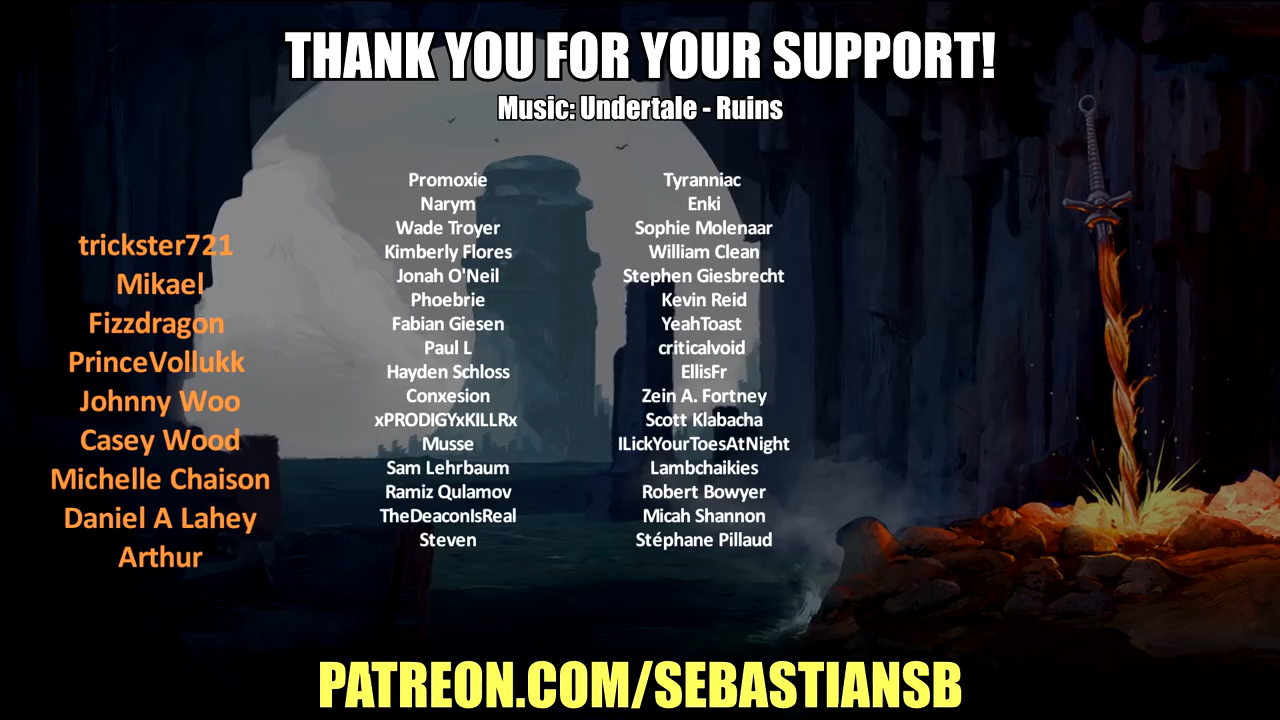 THANK YOU FOR YOUR SUPPORT!
Music: Undertale - Ruins
trickster721
Mikael
Fizzdragon
PrinceVollukk
Johnny Woo
Casey Wood
Michelle Chaison
Daniel A Lahey
Arthur
Promoxie
Narym
Wade Troyer
Kimberly Flores
Jonah O'Neil
Phoebrie
Fabian Giesen
Paul L
Hayden Schloss
Conxesion
xPRODIGYxKILLRx
Musse
Sam Lehrbaum
Ramiz Qulamov
TheDeaconIsReal
Steven
Tyranniac
Enki
Sophie Molenaar
William Clean
Stephen Giesbrecht
Kevin Reid
YeahToast
criticalvoid
EllisFr
Zein A. Fortney
Scott Klabacha
ILickYourToesAtNight
Lambchaikies
Robert Bowyer
Micah Shannon
Stéphane Pillaud
PATREON.COM/SEBASTIANSB